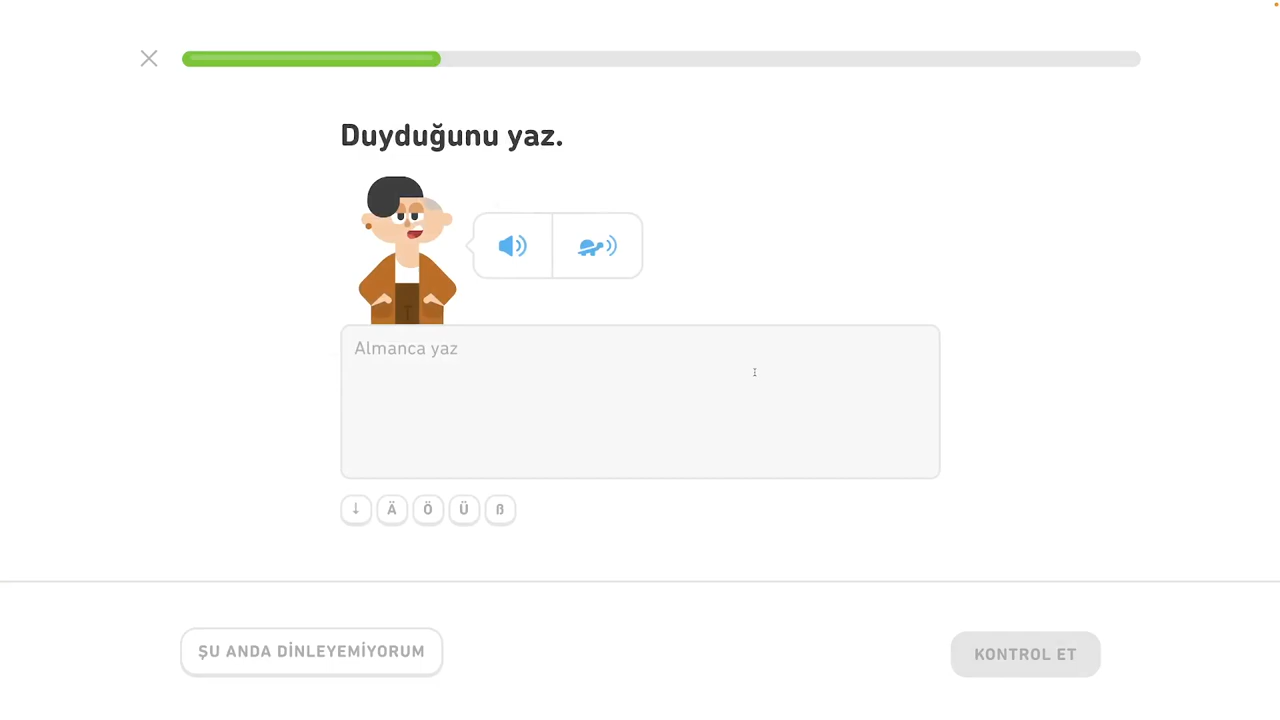 Duyduğunu yaz.
Almanca yaz
↓ Ä Ö Ü ß
ŞU ANDA DİNLEYEMİYORUM
KONTROL ET